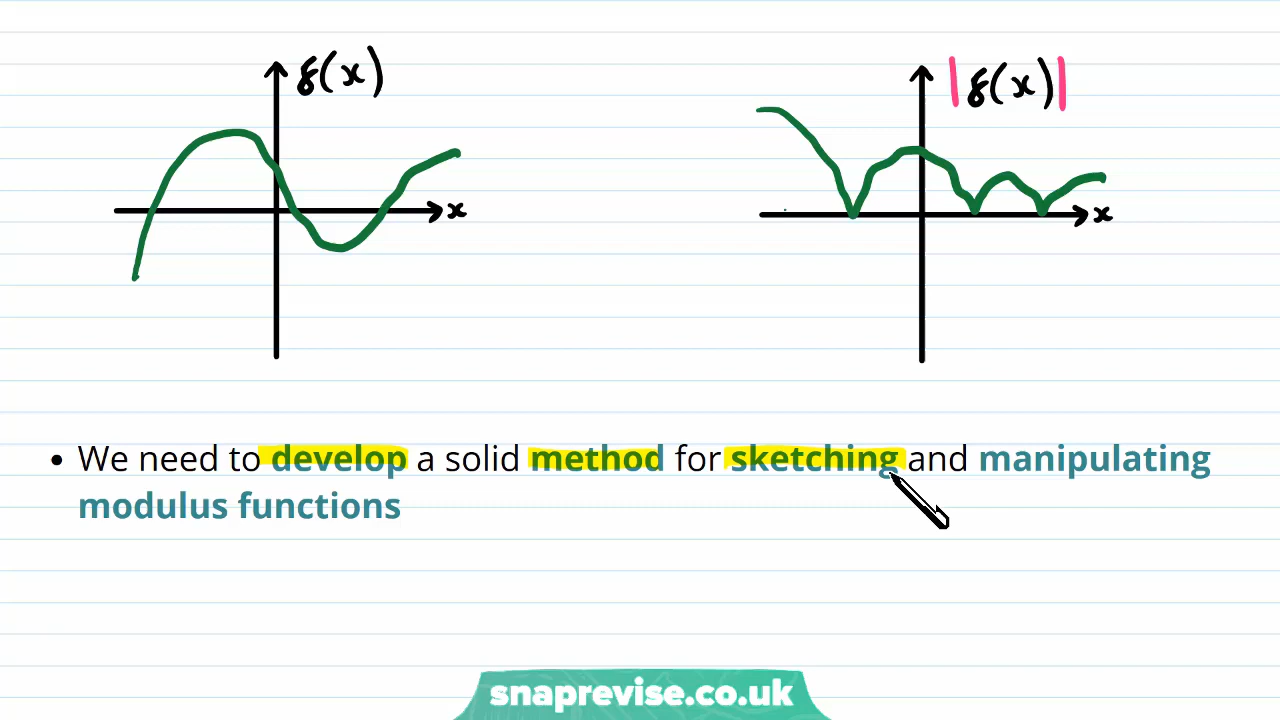 f(x)
|f(x)|
x
x
• We need to develop a solid method for sketching and manipulating
modulus functions
snaprevise.co.uk